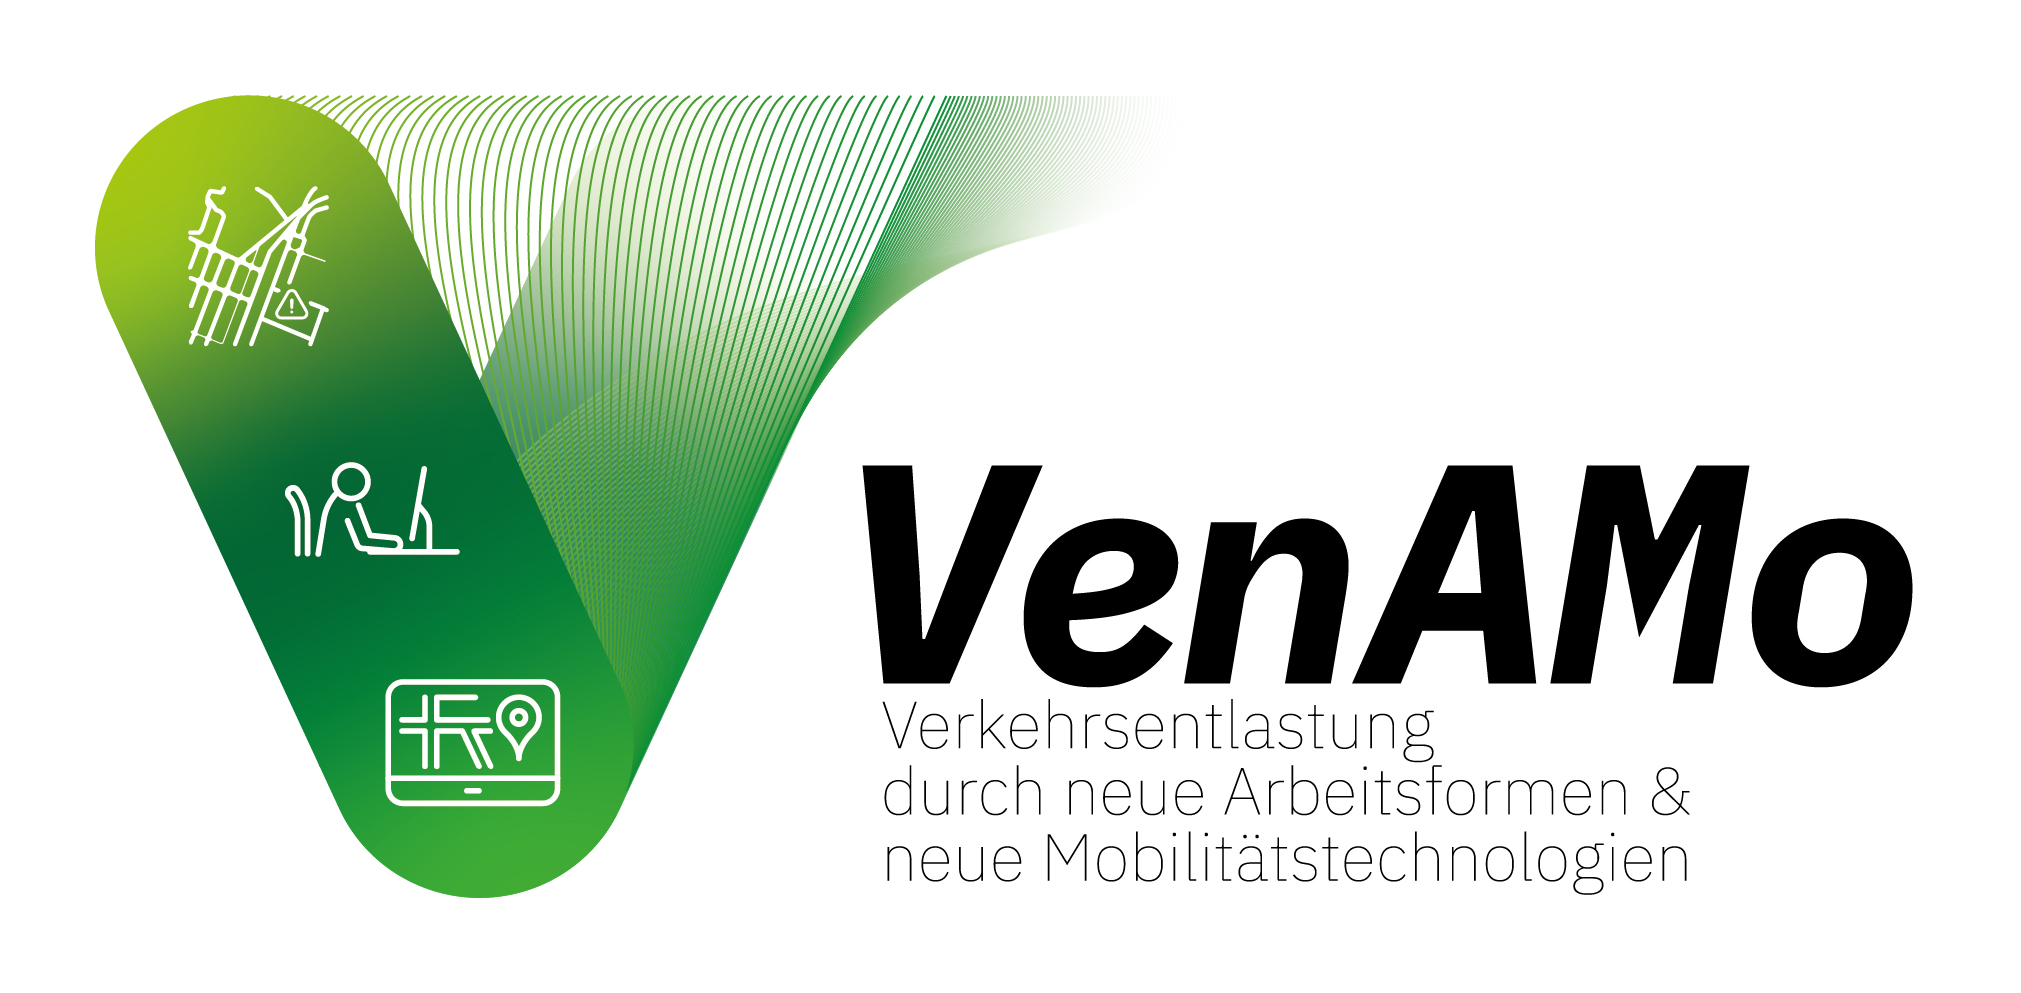 VenAMo
Verkehrsentlastung
durch neue Arbeitsformen &
neue Mobilitätstechnologien